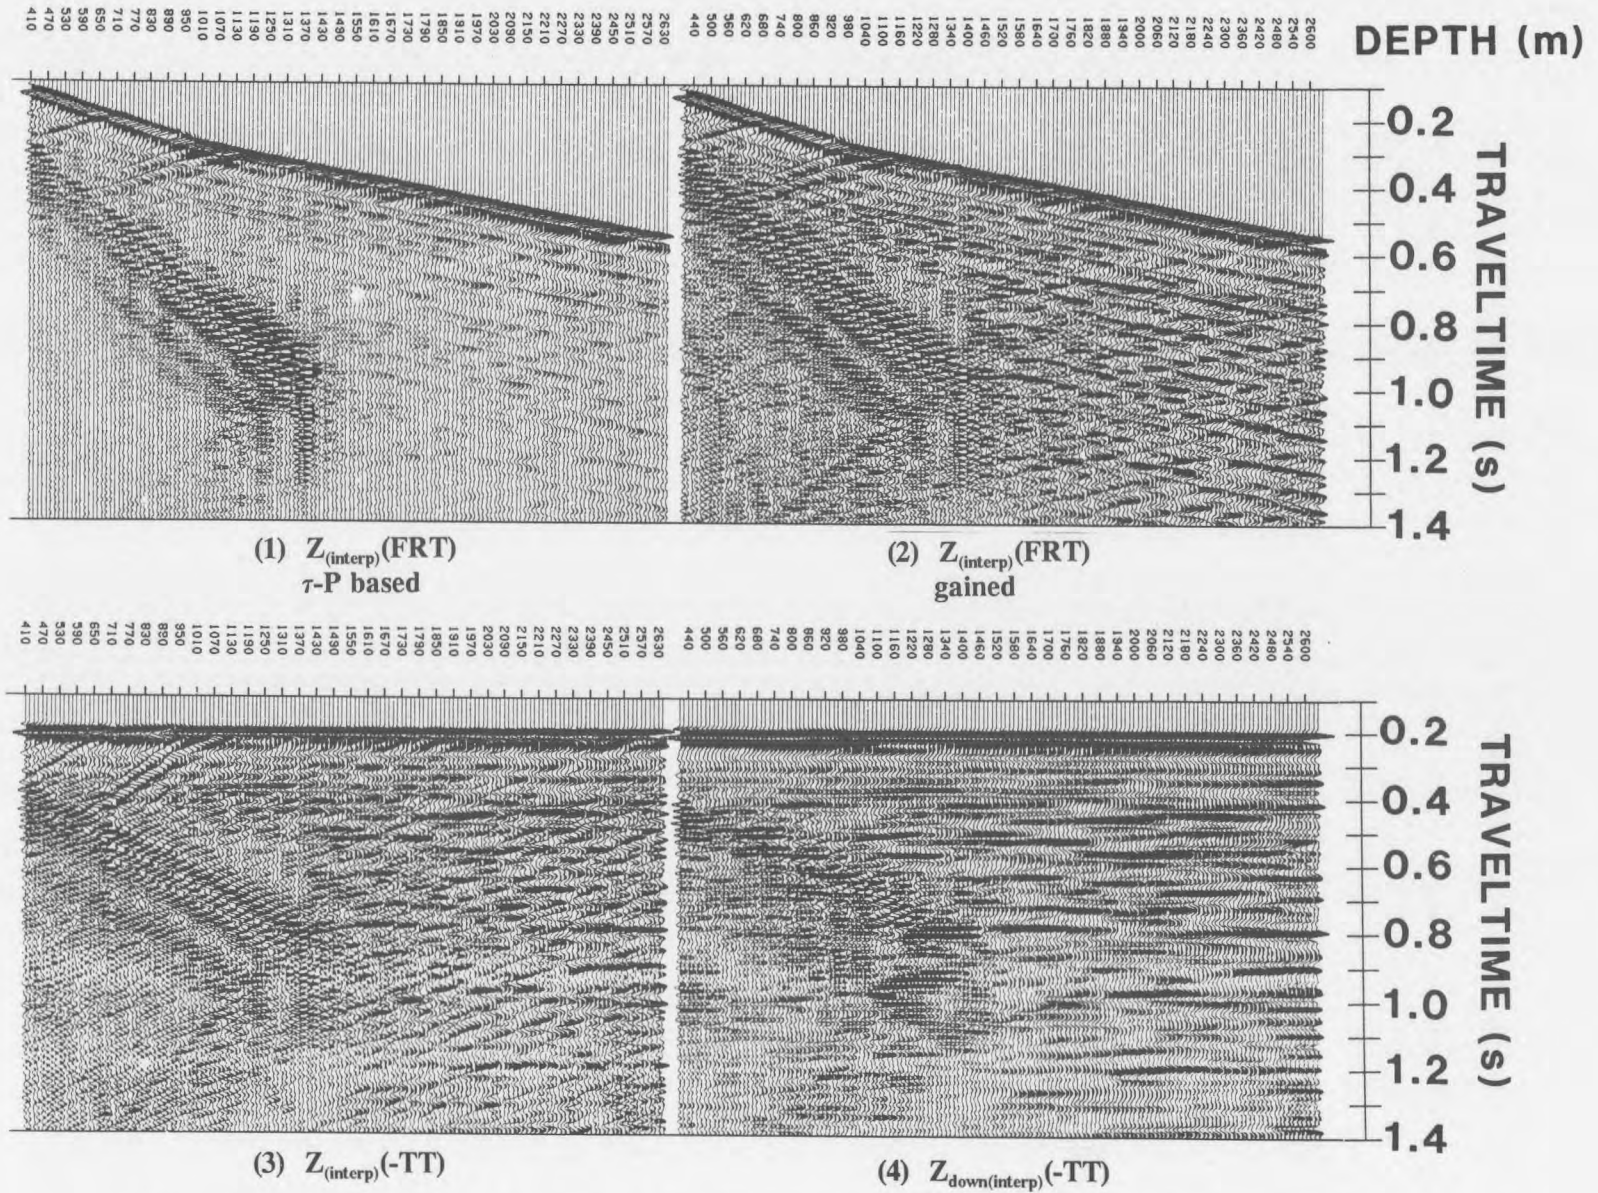 410 470 530 590 650 710 770 830 890 950 1010 1070 1130 1190 1250 1310 1370 1430 1490 1550 1610 1670 1730 1790 1850 1910 1970 2030 2090 2150 2210 2270 2330 2390 2450 2510 2570 2630
440 500 560 620 680 740 800 860 920 980 1040 1100 1160 1220 1280 1340 1400 1460 1520 1580 1640 1700 1760 1820 1880 1940 2000 2060 2120 2180 2240 2300 2360 2420 2480 2540 2600
DEPTH (m)
0.2
0.4
0.6
0.8
1.0
1.2
1.4
TRAVELTIME (s)
(1) Z(interp)(FRT)
τ-P based
(2) Z(interp)(FRT)
gained
410 470 530 590 650 710 770 830 890 950 1010 1070 1130 1190 1250 1310 1370 1430 1490 1550 1610 1670 1730 1790 1850 1910 1970 2030 2090 2150 2210 2270 2330 2390 2450 2510 2570 2630
440 500 560 620 680 740 800 860 920 980 1040 1100 1160 1220 1280 1340 1400 1460 1520 1580 1640 1700 1760 1820 1880 1940 2000 2060 2120 2180 2240 2300 2360 2420 2480 2540 2600
0.2
0.4
0.6
0.8
1.0
1.2
1.4
TRAVELTIME (s)
(3) Z(interp)(-TT)
(4) Zdown(interp)(-TT)